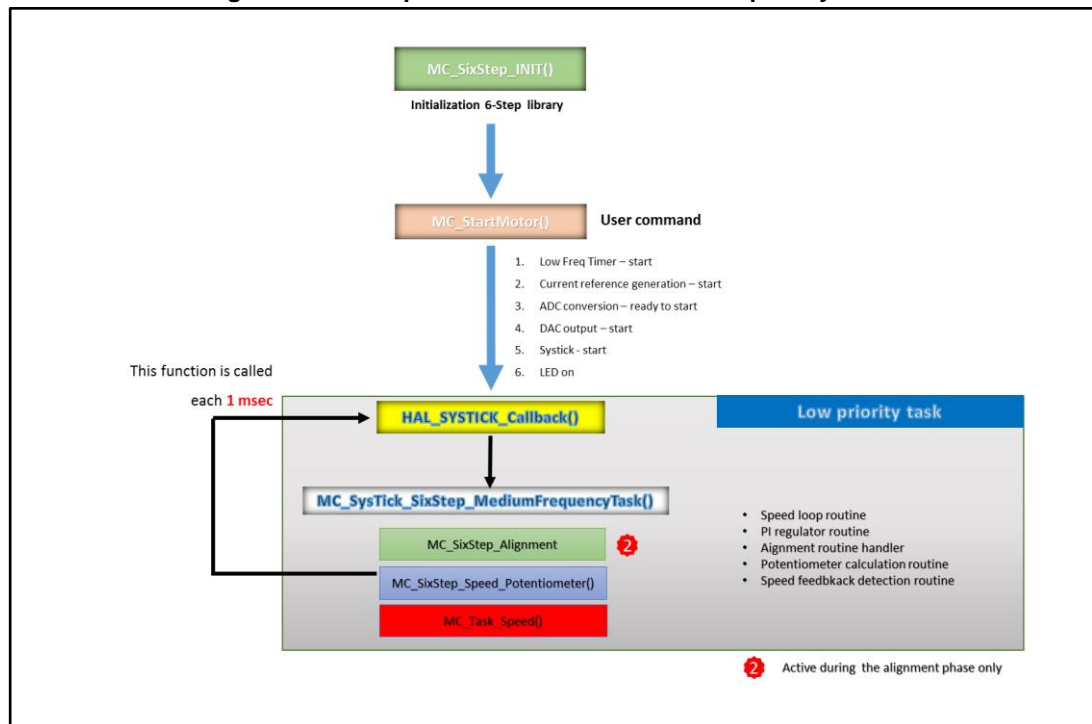 MC_SixStep_INIT()
Initialization 6-Step library
MC_StartMotor()
User command
1. Low Freq Timer – start
2. Current reference generation – start
3. ADC conversion – ready to start
4. DAC output – start
5. Systick - start
6. LED on
This function is called
each 1 msec
HAL_SYSTICK_Callback()
Low priority task
MC_SysTick_SixStep_MediumFrequencyTask()
MC_SixStep_Alignment
2
MC_SixStep_Speed_Potentiometer()
MC_Task_Speed()
• Speed loop routine
• PI regulator routine
• Aignment routine handler
• Potentiometer calculation routine
• Speed feedbkack detection routine
2 Active during the alignment phase only